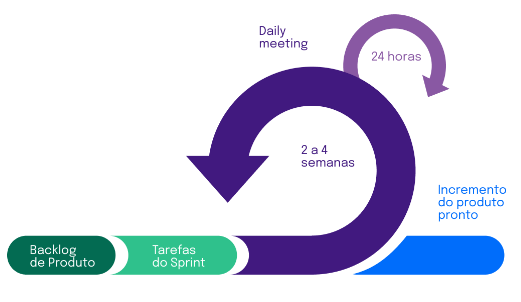 Daily
meeting
24 horas
2 a 4
semanas
Incremento
do produto
pronto
Backlog
de Produto
Tarefas
do Sprint